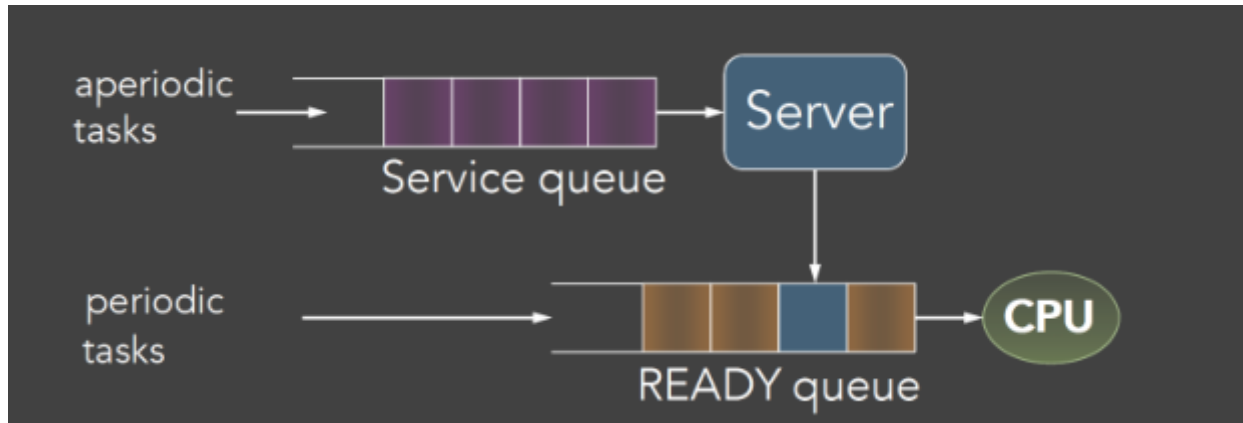 aperiodic
tasks
Server
Service queue
periodic
tasks
CPU
READY queue